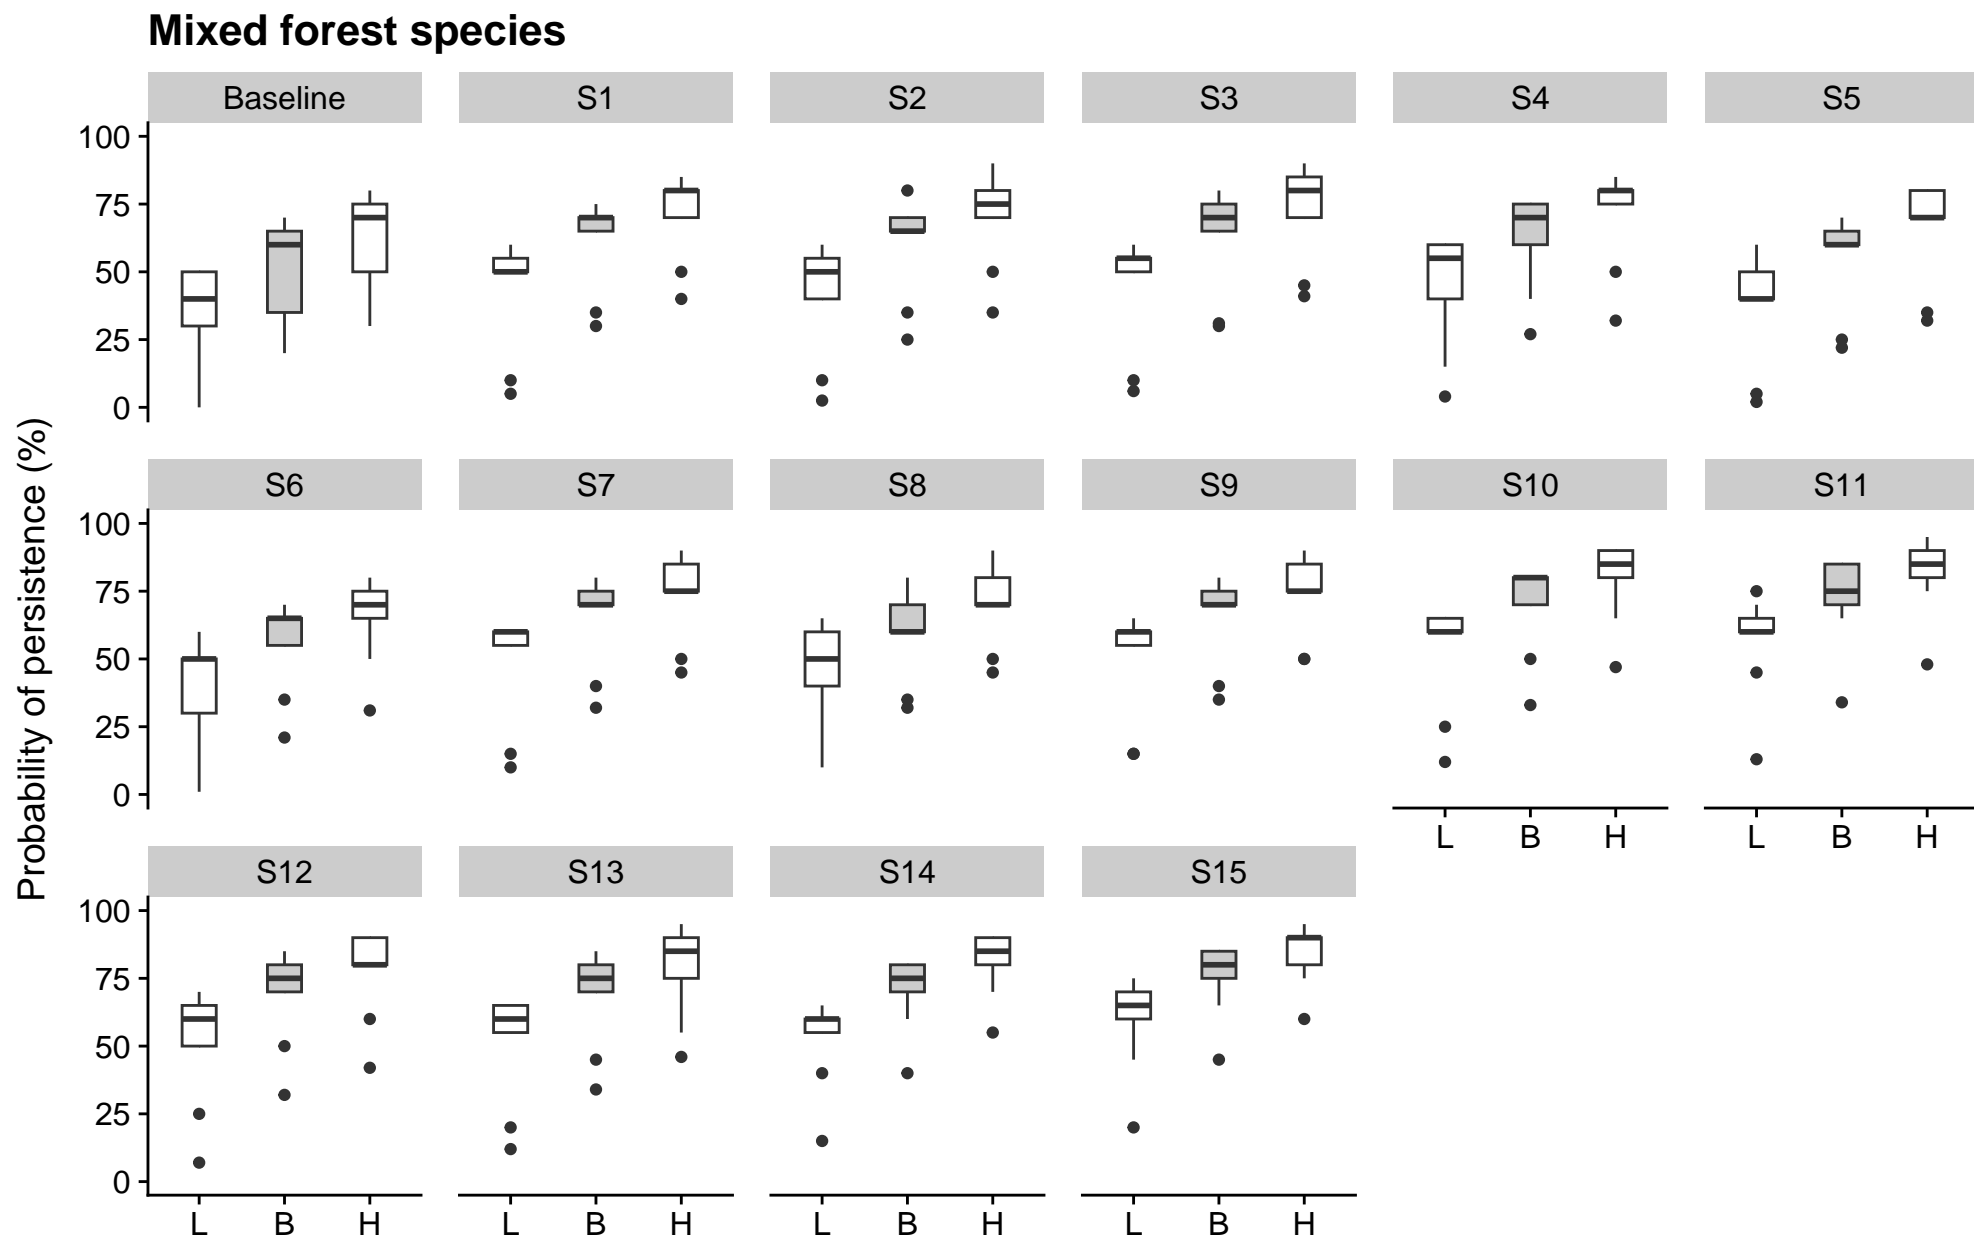 Mixed forest species
Baseline S1 S2 S3 S4 S5
100
75
50
25
0
Probability of persistence (%)
S6 S7 S8 S9 S10 S11
100
75
50
25
0
L B H L B H
S12 S13 S14 S15
100
75
50
25
0
L B H L B H L B H L B H